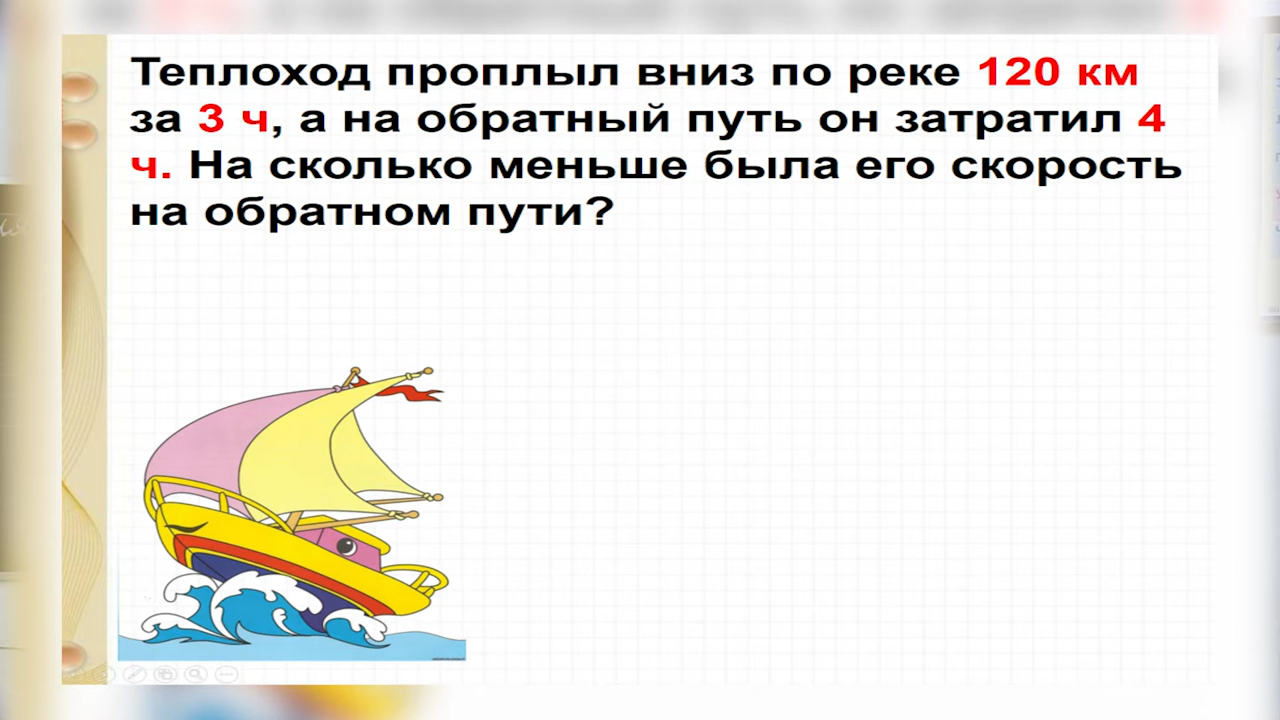 Теплоход проплыл вниз по реке 120 км
за 3 ч, а на обратный путь он затратил 4
ч. На сколько меньше была его скорость
на обратном пути?